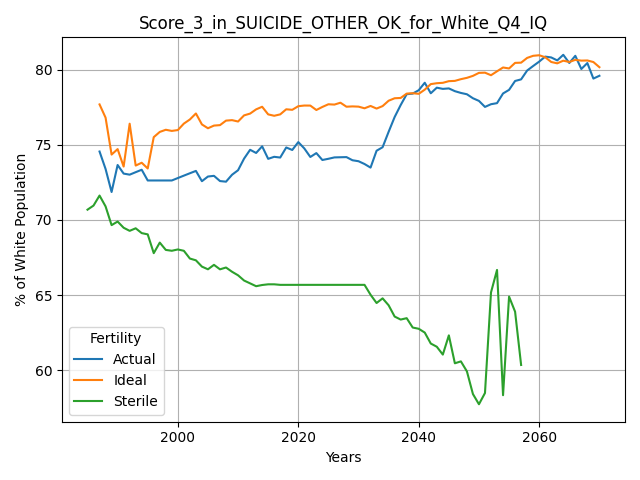 Score_3_in_SUICIDE_OTHER_OK_for_White_Q4_IQ
% of White Population
80
75
70
65
60
Fertility
Actual
Ideal
Sterile
2000
2020
2040
2060
Years